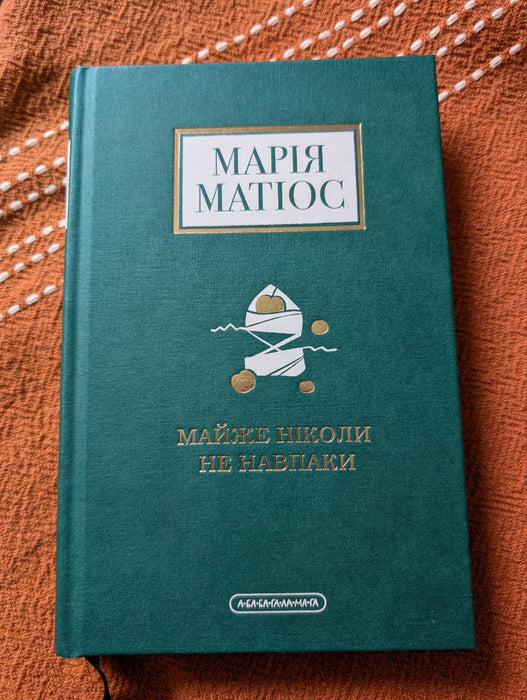 МАРІЯ
МАТІОС
МАЙЖЕ НІКОЛИ
НЕ НАВПАКИ
А-БА-БА-ГА-ЛА-МА-ГА